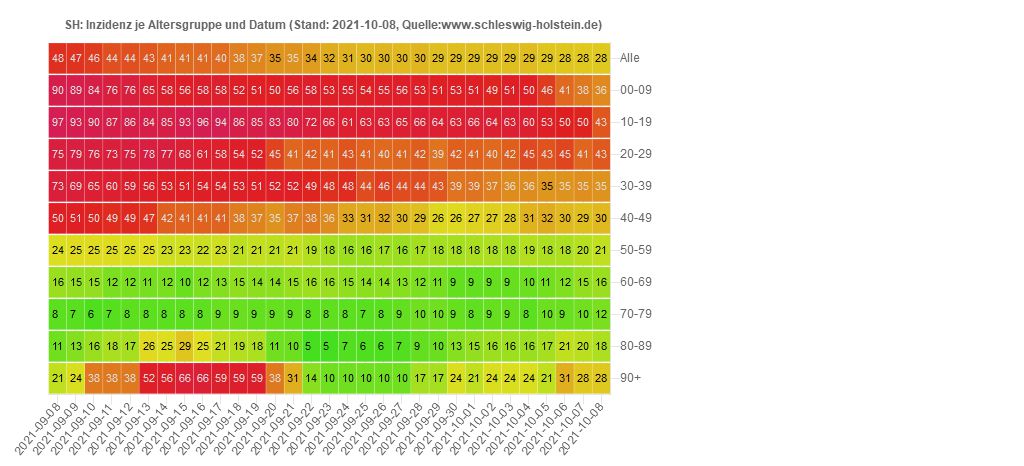 SH: Inzidenz je Altersgruppe und Datum (Stand: 2021-10-08, Quelle:www.schleswig-holstein.de)
48 47 46 44 44 43 41 41 41 40 38 37 35 35 34 32 31 30 30 30 30 29 29 29 29 29 29 29 28 28 28 Alle
90 89 84 76 76 65 58 56 58 58 52 51 50 56 58 53 55 54 55 56 53 51 53 51 49 51 50 46 41 38 36 00-09
97 93 90 87 86 84 85 93 96 94 86 85 83 80 72 66 61 63 63 65 66 64 63 66 64 63 60 53 50 50 43 10-19
75 79 76 73 75 78 77 68 61 58 54 52 45 41 42 41 43 41 40 41 42 39 42 41 40 42 45 43 45 41 43 20-29
73 69 65 60 59 56 53 51 54 54 53 51 52 52 49 48 48 44 46 44 44 43 39 39 37 36 36 35 35 35 35 30-39
50 51 50 49 49 47 42 41 41 41 38 37 35 37 38 36 33 31 32 30 29 26 26 27 27 28 31 32 30 29 30 40-49
24 25 25 25 25 25 23 23 22 23 21 21 21 21 19 18 16 16 17 16 17 18 18 18 18 18 19 18 18 20 21 50-59
16 15 15 12 12 11 12 10 12 13 15 14 14 15 16 16 15 14 14 13 12 11 9 9 9 9 10 11 12 15 16 60-69
8 7 6 7 8 8 8 8 8 9 9 9 9 9 8 8 8 7 8 9 10 10 9 8 9 9 8 10 9 10 12 70-79
11 13 16 18 17 26 25 29 25 21 19 18 11 10 5 5 7 6 6 7 9 10 13 15 16 16 16 17 21 20 18 80-89
21 24 38 38 38 52 56 66 66 59 59 59 38 31 14 10 10 10 10 10 17 17 24 21 24 24 24 21 31 28 28 90+
2021-09-08 2021-09-09 2021-09-10 2021-09-11 2021-09-12 2021-09-13 2021-09-14 2021-09-15 2021-09-16 2021-09-17 2021-09-18 2021-09-19 2021-09-20 2021-09-21 2021-09-22 2021-09-23 2021-09-24 2021-09-25 2021-09-26 2021-09-27 2021-09-28 2021-09-29 2021-09-30 2021-10-01 2021-10-02 2021-10-03 2021-10-04 2021-10-05 2021-10-06 2021-10-07 2021-10-08